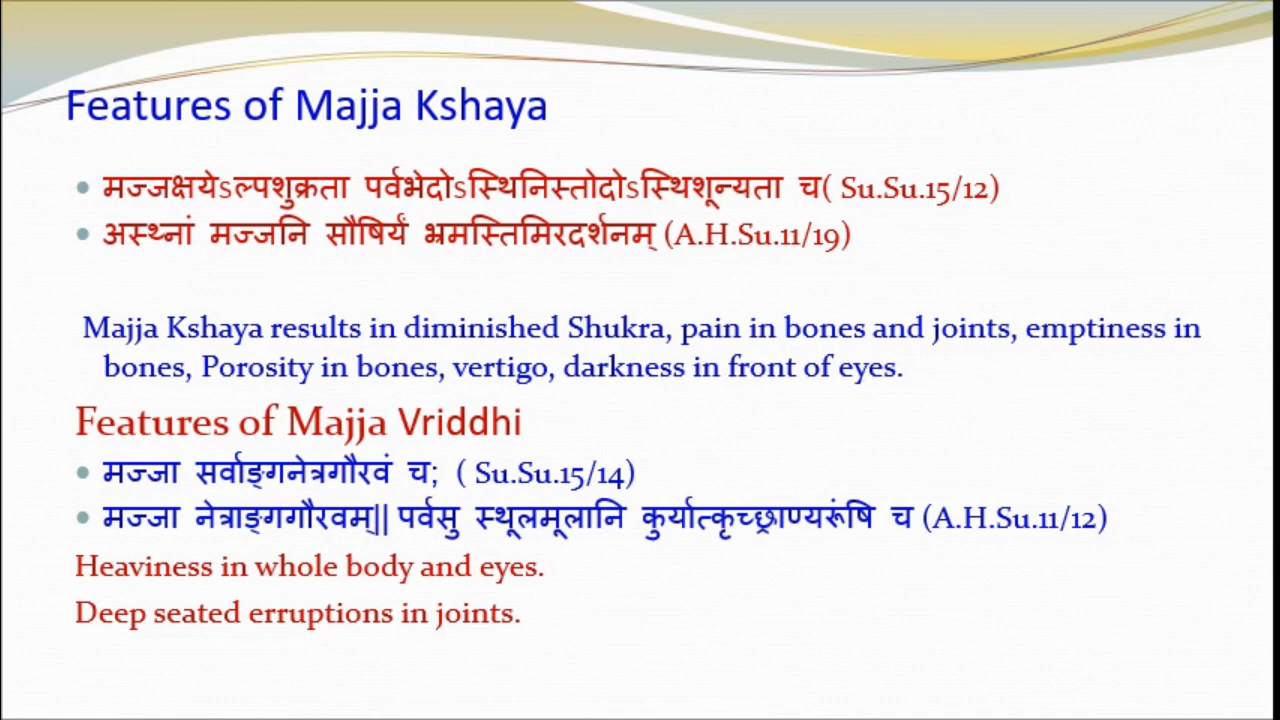 Features of Majja Kshaya
• मज्जक्षयेsल्पशुक्रता पर्वभेदोsस्थिनिस्तोदोsस्थिशून्यता च( Su.Su.15/12)
• अस्थ्नां मज्जनि सौषिर्यं भ्रमस्तिमिरदर्शनम् (A.H.Su.11/19)
Majja Kshaya results in diminished Shukra, pain in bones and joints, emptiness in
bones, Porosity in bones, vertigo, darkness in front of eyes.
Features of Majja Vriddhi
• मज्जा सर्वाङ्गनेत्रगौरवं च; ( Su.Su.15/14)
• मज्जा नेत्राङ्गगौरवम्|| पर्वसु स्थूलमूलानि कुर्यात्कृच्छ्राण्यरूंषि च (A.H.Su.11/12)
Heaviness in whole body and eyes.
Deep seated erruptions in joints.